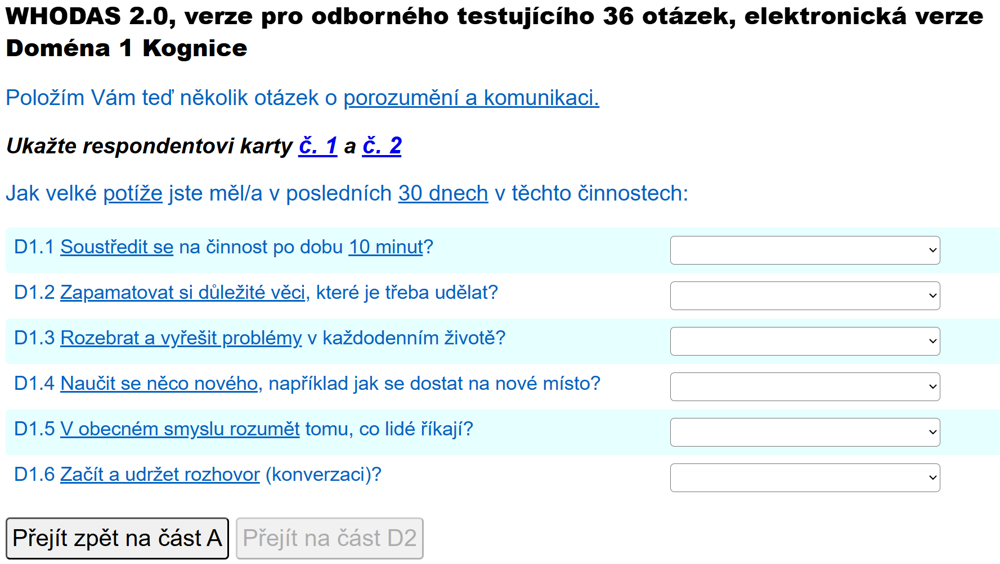 WHODAS 2.0, verze pro odborného testujícího 36 otázek, elektronická verze
Doména 1 Kognice
Položím Vám teď několik otázek o porozumění a komunikaci.
Ukažte respondentovi karty č. 1 a č. 2
Jak velké potíže jste měl/a v posledních 30 dnech v těchto činnostech:
D1.1 Soustředit se na činnost po dobu 10 minut?
D1.2 Zapamatovat si důležité věci, které je třeba udělat?
D1.3 Rozebrat a vyřešit problémy v každodenním životě?
D1.4 Naučit se něco nového, například jak se dostat na nové místo?
D1.5 V obecném smyslu rozumět tomu, co lidé říkají?
D1.6 Začít a udržet rozhovor (konverzaci)?
Přejít zpět na část A Přejít na část D2